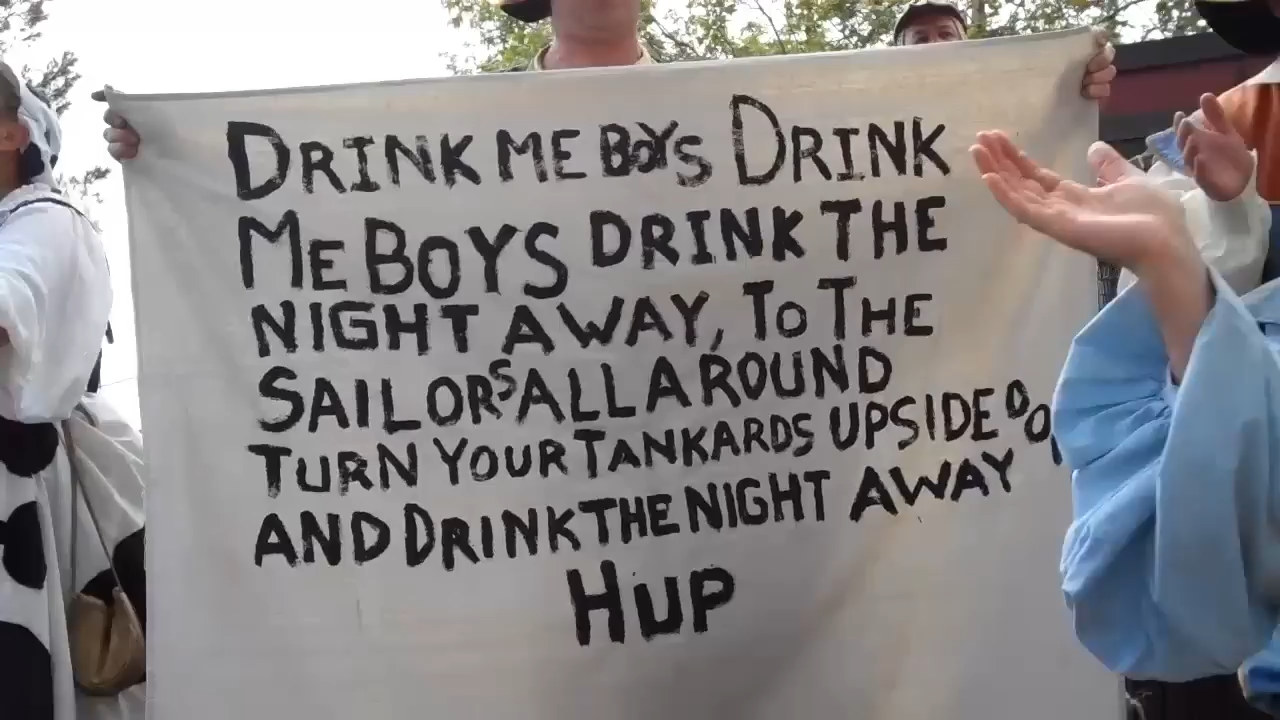 DRINK ME BOYS DRINK
ME BOYS DRINK THE
NIGHT AWAY, TO THE
SAILORS ALL AROUND
TURN YOUR TANKARDS UPSIDE
AND DRINK THE NIGHT AWAY
HUP